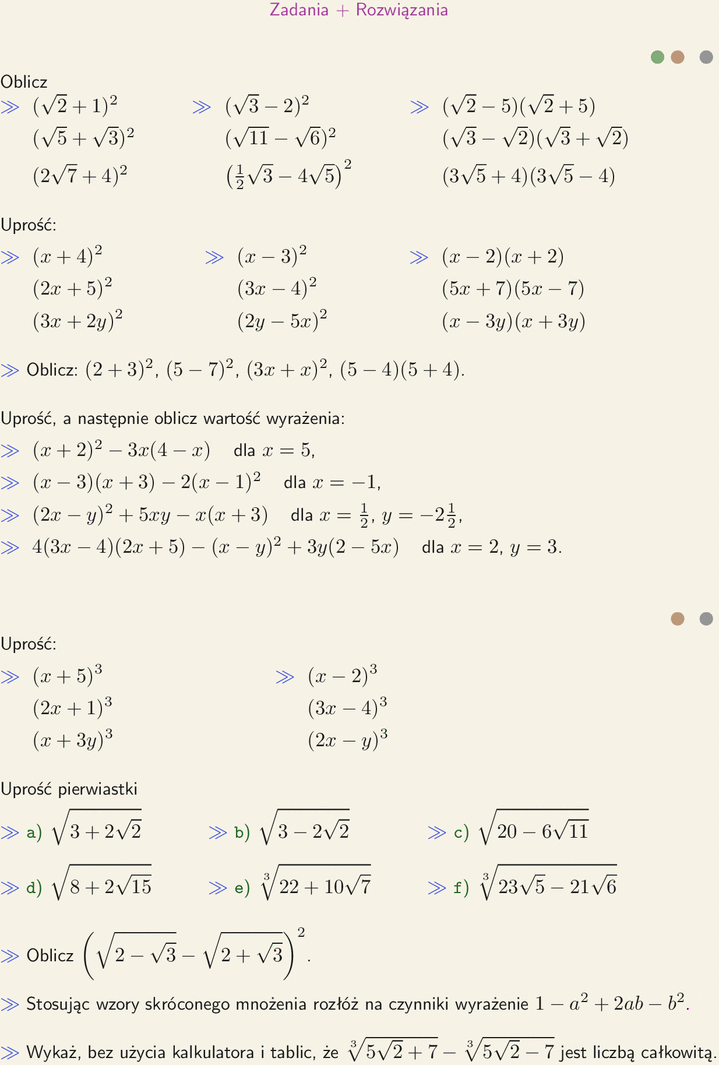 Zadania + Rozwiązania
Oblicz
≫ (√2 + 1)² ≫ (√3 − 2)² ≫ (√2 − 5)(√2 + 5)
(√5 + √3)² (√11 − √6)² (√3 − √2)(√3 + √2)
(2√7 + 4)² (½√3 − 4√5)² (3√5 + 4)(3√5 − 4)
Uprość:
≫ (x + 4)² ≫ (x − 3)² ≫ (x − 2)(x + 2)
(2x + 5)² (3x − 4)² (5x + 7)(5x − 7)
(3x + 2y)² (2y − 5x)² (x − 3y)(x + 3y)
≫ Oblicz: (2 + 3)², (5 − 7)², (3x + x)², (5 − 4)(5 + 4).
Uprość, a następnie oblicz wartość wyrażenia:
≫ (x + 2)² − 3x(4 − x) dla x = 5,
≫ (x − 3)(x + 3) − 2(x − 1)² dla x = −1,
≫ (2x − y)² + 5xy − x(x + 3) dla x = ½, y = −2½,
≫ 4(3x − 4)(2x + 5) − (x − y)² + 3y(2 − 5x) dla x = 2, y = 3.
Uprość:
≫ (x + 5)³ ≫ (x − 2)³
(2x + 1)³ (3x − 4)³
(x + 3y)³ (2x − y)³
Uprość pierwiastki
≫ a) √(3 + 2√2) ≫ b) √(3 − 2√2) ≫ c) √(20 − 6√11)
≫ d) √(8 + 2√15) ≫ e) ∛(22 + 10√7) ≫ f) ∛(23√5 − 21√6)
≫ Oblicz (√(2 − √3) − √(2 + √3))².
≫ Stosując wzory skróconego mnożenia rozłóż na czynniki wyrażenie 1 − a² + 2ab − b².
≫ Wykaż, bez użycia kalkulatora i tablic, że ∛(5√2 + 7) − ∛(5√2 − 7) jest liczbą całkowitą.